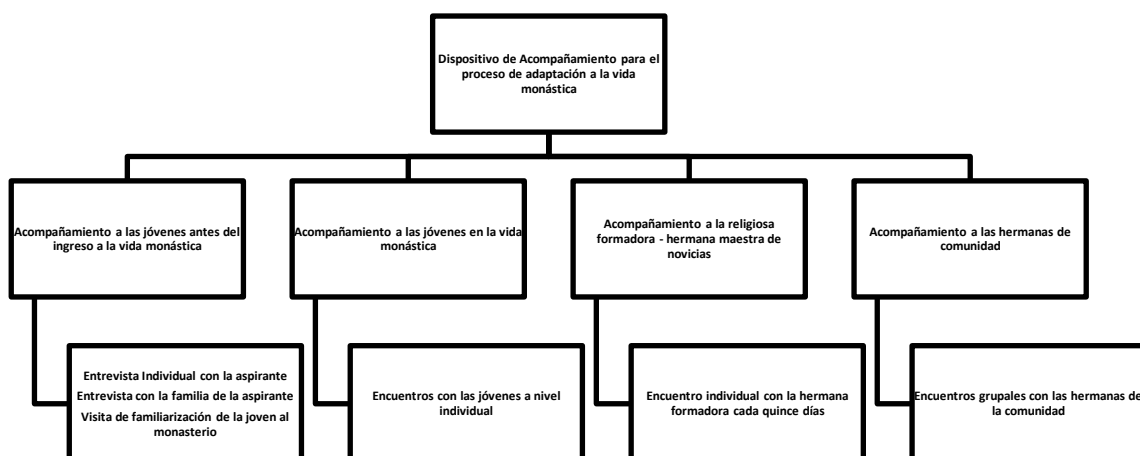 Dispositivo de Acompañamiento para el
proceso de adaptación a la vida
monástica
Acompañamiento a las jóvenes antes del
ingreso a la vida monástica
Acompañamiento a las jóvenes en la vida
monástica
Acompañamiento a la religiosa
formadora - hermana maestra de
novicias
Acompañamiento a las hermanas de
comunidad
Entrevista Individual con la aspirante
Entrevista con la familia de la aspirante
Visita de familiarización de la joven al
monasterio
Encuentros con las jóvenes a nivel
individual
Encuentro individual con la hermana
formadora cada quince días
Encuentros grupales con las hermanas de
la comunidad